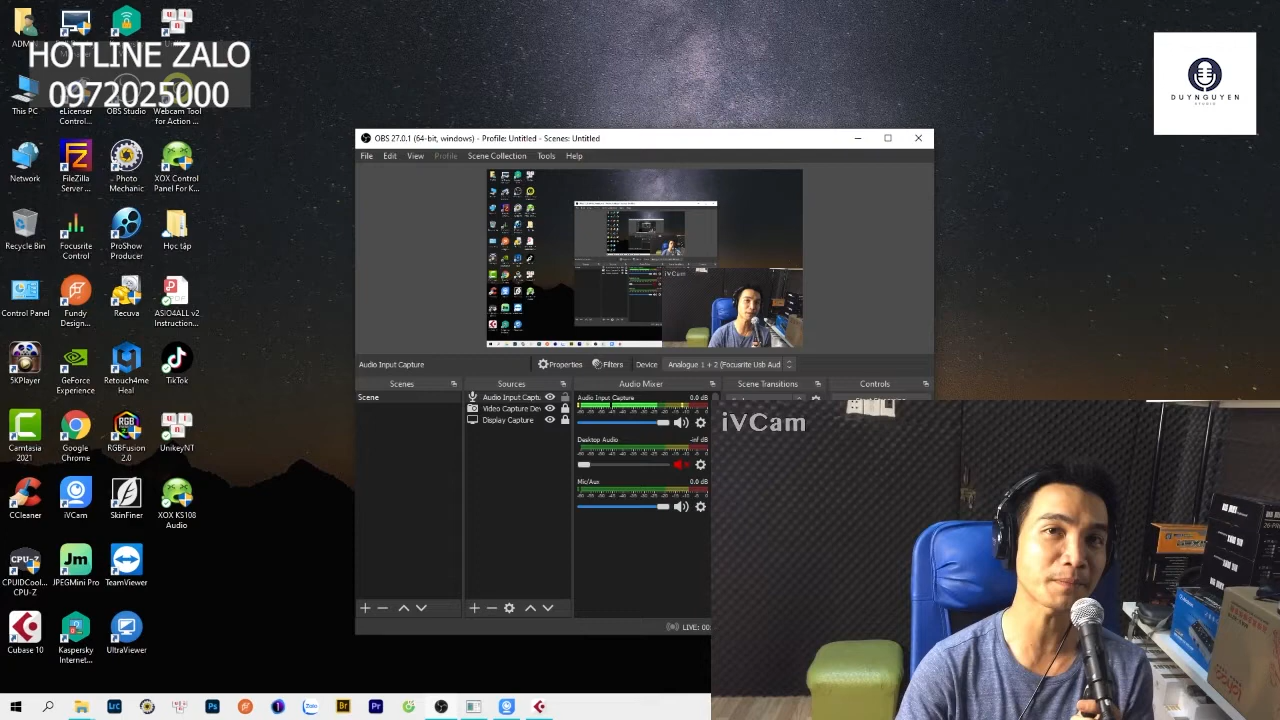 HOTLINE ZALO
0972025000
DUYNGUYEN
STUDIO
ADMIN
This PC
eLicenser Control...
OBS Studio
Webcam Tool for Action ...
Network
FileZilla Server ...
Photo Mechanic
XOX Control Panel For K...
Recycle Bin
Focusrite Control
ProShow Producer
Học tập
Control Panel
Fundy Design...
Recuva
ASIO4ALL v2 Instruction...
5KPlayer
GeForce Experience
Retouch4me Heal
TikTok
Camtasia 2021
Google Chrome
RGBFusion 2.0
UnikeyNT
CCleaner
iVCam
SkinFiner
XOX KS108 Audio
CPUIDCool... CPU-Z
JPEGMini Pro
TeamViewer
Cubase 10
Kaspersky Internet...
UltraViewer
OBS 27.0.1 (64-bit, windows) - Profile: Untitled - Scenes: Untitled
File Edit View Profile Scene Collection Tools Help
Audio Input Capture
Properties Filters Device Analogue 1 + 2 (Focusrite Usb Aud
Scenes Sources Audio Mixer Scene Transitions Controls
Scene
Audio Input Captu
Video Capture Dev
Display Capture
Audio Input Capture 0.0 dB
Desktop Audio -inf dB
Mic/Aux 0.0 dB
LIVE: 00:
iVCam